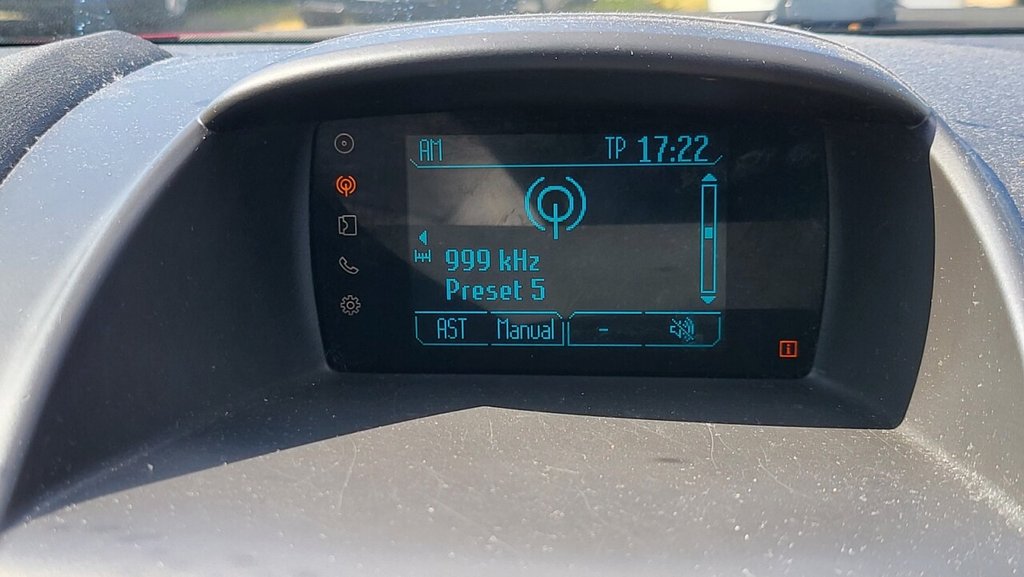 AM TP 17:22
999 kHz
Preset 5
AST Manual -
i